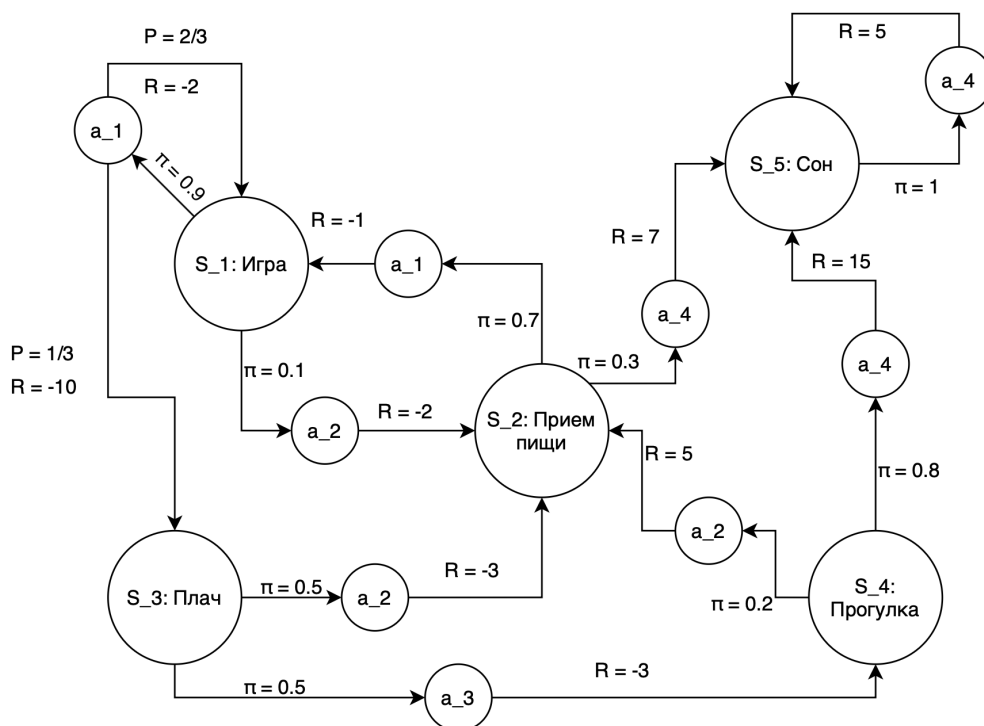 P = 2/3
R = -2
R = 5
a_4
a_1
π = 0.9
S_5: Сон
π = 1
R = -1
R = 7
R = 15
S_1: Игра
a_1
a_4
π = 0.7
π = 0.3
P = 1/3
R = -10
π = 0.1
a_4
R = -2
a_2
S_2: Прием
пищи
R = 5
π = 0.8
a_2
R = -3
S_3: Плач
π = 0.5
a_2
π = 0.2
S_4:
Прогулка
π = 0.5
a_3
R = -3